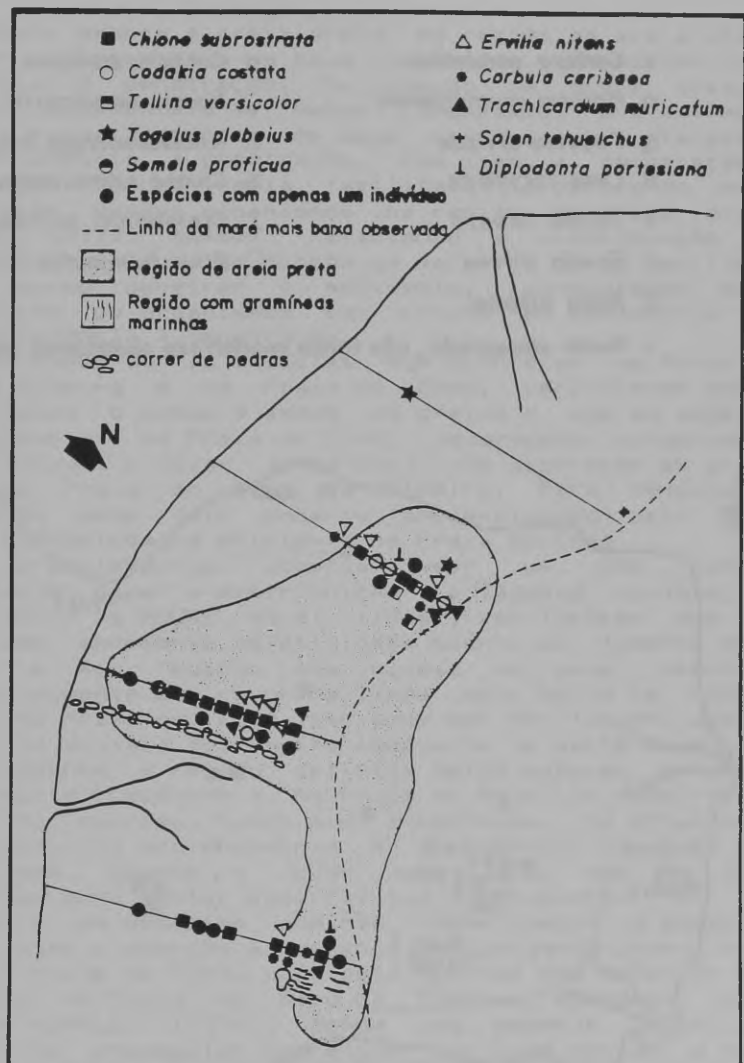 Chione subrostrata
Codakia costata
Tellina versicolor
Tagelus plebeius
Semele proficua
Espécies com apenas um indivíduo
Linha da maré mais baixa observada
Região de areia preta
Região com gramíneas
marinhas
correr de pedras
Ervilia nitens
Corbula caribaea
Trachicardium muricatum
Solen tehuelchus
Diplodonta portesiana
N